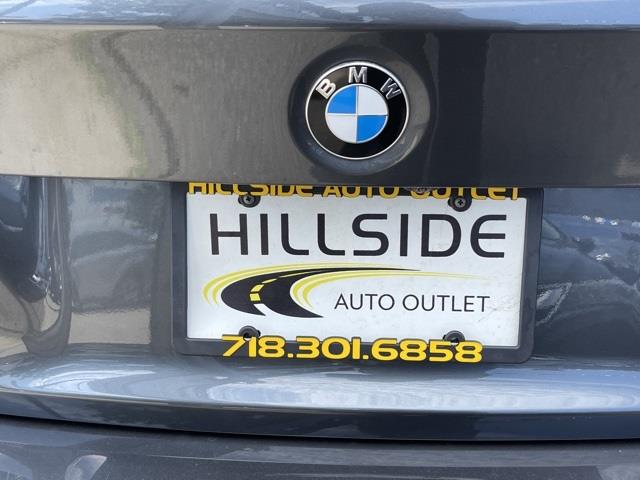 BMW
HILLSIDE AUTO OUTLET
HILLSIDE
AUTO OUTLET
718.301.6858